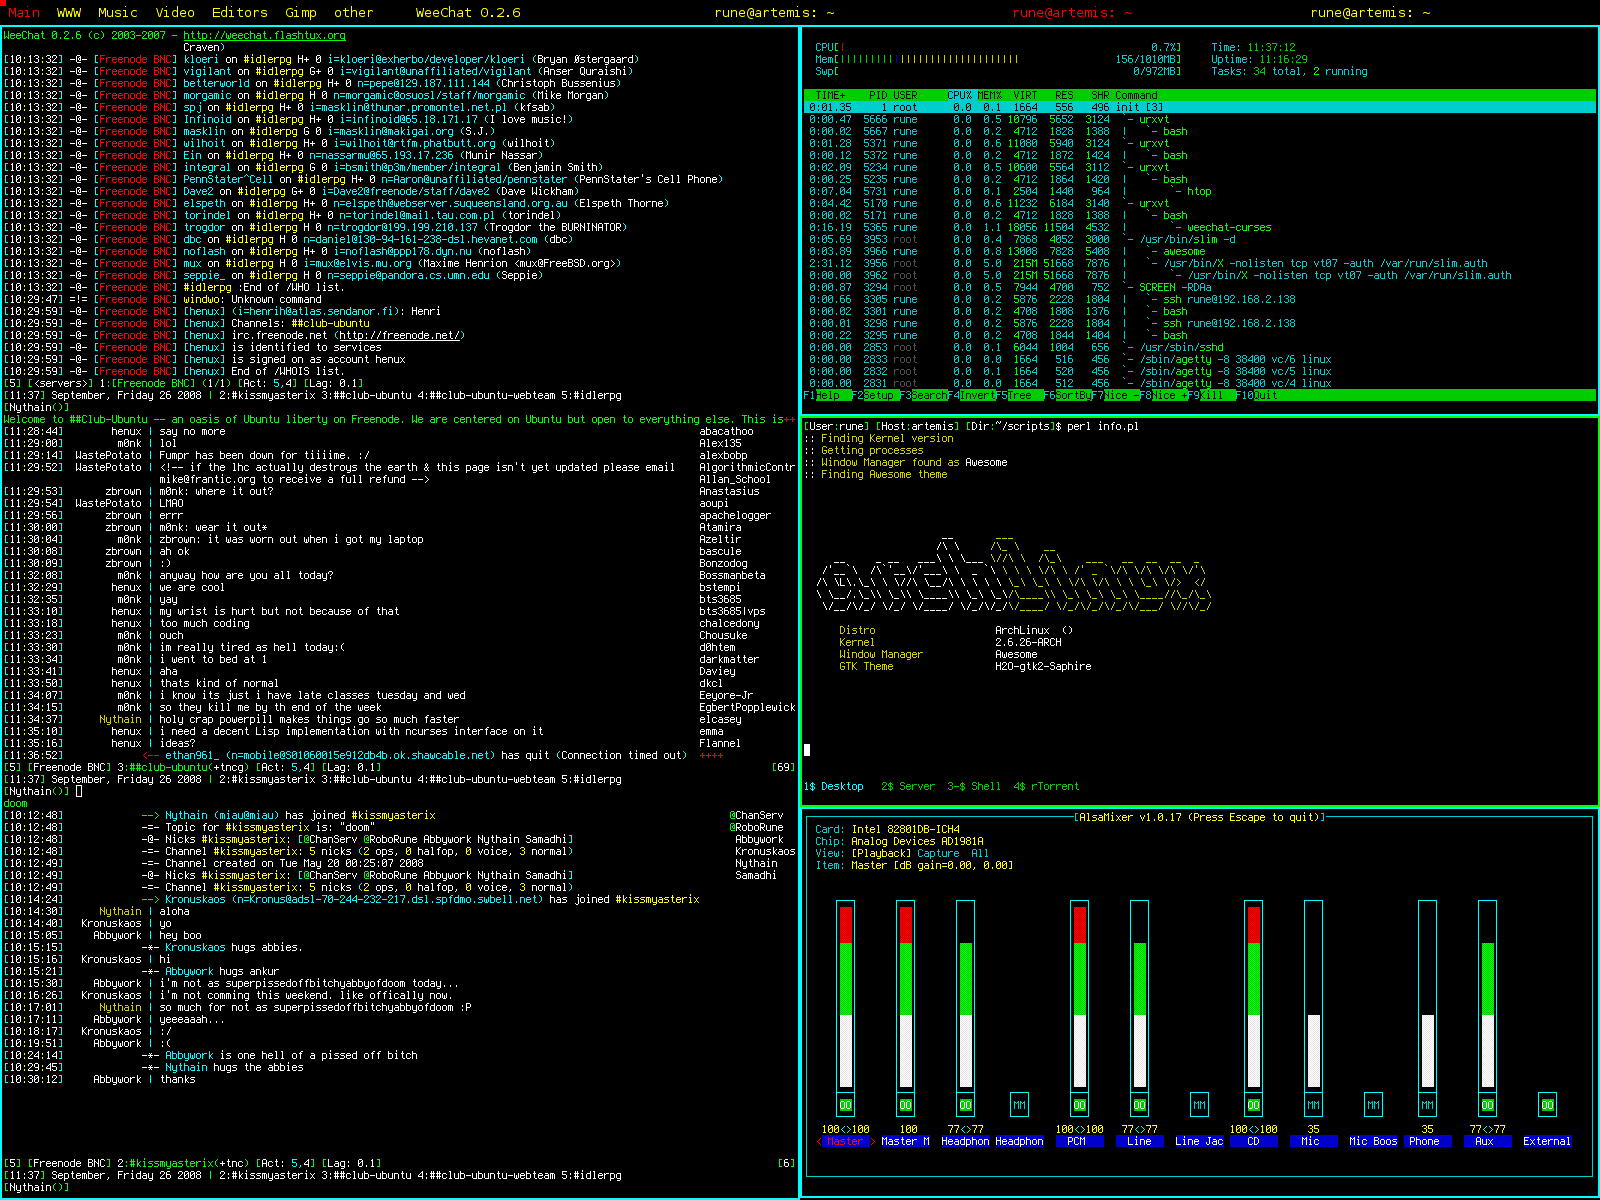 Main WWW Music Video Editors Gimp other WeeChat 0.2.6 rune@artemis: ~ rune@artemis: ~ rune@artemis: ~
WeeChat 0.2.6 (c) 2003-2007 - http://weechat.flashtux.org
Craven)
[10:13:32] -@- [Freenode BNC] kloeri on #idlerpg H+ 0 i=kloeri@exherbo/developer/kloeri (Bryan Østergaard)
[10:13:32] -@- [Freenode BNC] vigilant on #idlerpg G+ 0 i=vigilant@unaffiliated/vigilant (Anser Quraishi)
[10:13:32] -@- [Freenode BNC] betterworld on #idlerpg H+ 0 n=pepe@129.187.111.144 (Christoph Bussenius)
[10:13:32] -@- [Freenode BNC] morgamic on #idlerpg H 0 n=morgamic@osuosl/staff/morgamic (Mike Morgan)
[10:13:32] -@- [Freenode BNC] spj on #idlerpg H+ 0 i=masklin@thunar.promontel.net.pl (kfsab)
[10:13:32] -@- [Freenode BNC] Infinoid on #idlerpg H+ 0 i=infinoid@65.18.171.17 (I love music!)
[10:13:32] -@- [Freenode BNC] masklin on #idlerpg G 0 i=masklin@makigai.org (S.J.)
[10:13:32] -@- [Freenode BNC] wilhoit on #idlerpg H+ 0 i=wilhoit@rtfm.phatbutt.org (wilhoit)
[10:13:32] -@- [Freenode BNC] Ein on #idlerpg H+ 0 n=nassarmu@65.193.17.236 (Munir Nassar)
[10:13:32] -@- [Freenode BNC] integral on #idlerpg G 0 i=bsmith@p3m/member/integral (Benjamin Smith)
[10:13:32] -@- [Freenode BNC] PennStater^Cell on #idlerpg H+ 0 n=Aaron@unaffiliated/pennstater (PennStater's Cell Phone)
[10:13:32] -@- [Freenode BNC] Dave2 on #idlerpg G+ 0 i=Dave2@freenode/staff/dave2 (Dave Wickham)
[10:13:32] -@- [Freenode BNC] elspeth on #idlerpg H+ 0 n=elspeth@webserver.suqueensland.org.au (Elspeth Thorne)
[10:13:32] -@- [Freenode BNC] torindel on #idlerpg H+ 0 n=torindel@mail.tau.com.pl (torindel)
[10:13:32] -@- [Freenode BNC] trogdor on #idlerpg H 0 n=trogdor@199.199.210.137 (Trogdor the BURNINATOR)
[10:13:32] -@- [Freenode BNC] dbc on #idlerpg H 0 n=daniel@130-94-161-238-dsl.hevanet.com (dbc)
[10:13:32] -@- [Freenode BNC] noflash on #idlerpg H+ 0 i=noflash@ppp178.dyn.nu (noflash)
[10:13:32] -@- [Freenode BNC] mux on #idlerpg H 0 i=mux@elvis.mu.org (Maxime Henrion <mux@FreeBSD.org>)
[10:13:32] -@- [Freenode BNC] seppie_ on #idlerpg H 0 n=seppie@pandora.cs.umn.edu (Seppie)
[10:13:32] -@- [Freenode BNC] #idlerpg :End of /WHO list.
[10:29:47] =!= [Freenode BNC] windwo: Unknown command
[10:29:59] -@- [Freenode BNC] [henux] (i=henrih@atlas.sendanor.fi): Henri
[10:29:59] -@- [Freenode BNC] [henux] Channels: ##club-ubuntu
[10:29:59] -@- [Freenode BNC] [henux] irc.freenode.net (http://freenode.net/)
[10:29:59] -@- [Freenode BNC] [henux] is identified to services
[10:29:59] -@- [Freenode BNC] [henux] is signed on as account henux
[10:29:59] -@- [Freenode BNC] [henux] End of /WHOIS list.
[5] [<servers>] 1:[Freenode BNC] (1/1) [Act: 5,4] [Lag: 0.1]
[11:37] September, Friday 26 2008 | 2:#kissmyasterix 3:##club-ubuntu 4:##club-ubuntu-webteam 5:#idlerpg
[Nythain()]
Welcome to ##Club-Ubuntu -- an oasis of Ubuntu liberty on Freenode. We are centered on Ubuntu but open to everything else. This is++
[11:28:44] henux | say no more abacathoo
[11:29:00] m0nk | lol Alex135
[11:29:14] WastePotato | Fumpr has been down for tiiiime. :/ alexbobp
[11:29:52] WastePotato | <!-- if the lhc actually destroys the earth & this page isn't yet updated please email AlgorithmicContr
mike@frantic.org to receive a full refund --> Allan_School
[11:29:53] zbrown | m0nk: where it out? Anastasius
[11:29:54] WastePotato | LMAO aoupi
[11:29:56] zbrown | errr apachelogger
[11:30:00] zbrown | m0nk: wear it out* Atamira
[11:30:04] m0nk | zbrown: it was worn out when i got my laptop Azeltir
[11:30:08] zbrown | ah ok bascule
[11:30:09] zbrown | :) Bonzodog
[11:32:08] m0nk | anyway how are you all today? Bossmanbeta
[11:32:29] henux | we are cool bstempi
[11:32:35] m0nk | yay bts3685
[11:33:10] henux | my wrist is hurt but not because of that bts3685|vps
[11:33:18] henux | too much coding chalcedony
[11:33:23] m0nk | ouch Chousuke
[11:33:30] m0nk | im really tired as hell today:( d0htem
[11:33:34] m0nk | i went to bed at 1 darkmatter
[11:33:41] henux | aha Daviey
[11:33:50] henux | thats kind of normal dkcl
[11:34:07] m0nk | i know its just i have late classes tuesday and wed Eeyore-Jr
[11:34:15] m0nk | so they kill me by th end of the week EgbertPopplewick
[11:34:37] Nythain | holy crap powerpill makes things go so much faster elcasey
[11:35:10] henux | i need a decent Lisp implementation with ncurses interface on it emma
[11:35:16] henux | ideas? Flannel
[11:36:52] <-- ethan961_ (n=mobile@S01060015e912db4b.ok.shawcable.net) has quit (Connection timed out) ++++
[5] [Freenode BNC] 3:##club-ubuntu(+tncg) [Act: 5,4] [Lag: 0.1] [69]
[11:37] September, Friday 26 2008 | 2:#kissmyasterix 3:##club-ubuntu 4:##club-ubuntu-webteam 5:#idlerpg
[Nythain()]
doom
[10:12:48] --> Nythain (miau@miau) has joined #kissmyasterix @ChanServ
[10:12:48] -=- Topic for #kissmyasterix is: "doom" @RoboRune
[10:12:48] -@- Nicks #kissmyasterix: [@ChanServ @RoboRune Abbywork Nythain Samadhi] Abbywork
[10:12:48] -=- Channel #kissmyasterix: 5 nicks (2 ops, 0 halfop, 0 voice, 3 normal) Kronuskaos
[10:12:49] -=- Channel created on Tue May 20 00:25:07 2008 Nythain
[10:12:49] -@- Nicks #kissmyasterix: [@ChanServ @RoboRune Abbywork Nythain Samadhi] Samadhi
[10:12:49] -=- Channel #kissmyasterix: 5 nicks (2 ops, 0 halfop, 0 voice, 3 normal)
[10:14:24] --> Kronuskaos (n=Kronus@adsl-70-244-232-217.dsl.spfdmo.swbell.net) has joined #kissmyasterix
[10:14:30] Nythain | aloha
[10:14:40] Kronuskaos | yo
[10:15:05] Abbywork | hey boo
[10:15:15] -*- Kronuskaos hugs abbies.
[10:15:16] Kronuskaos | hi
[10:15:21] -*- Abbywork hugs ankur
[10:15:30] Abbywork | i'm not as superpissedoffbitchyabbyofdoom today...
[10:16:26] Kronuskaos | i'm not comming this weekend. like offically now.
[10:17:01] Nythain | so much for not as superpissedoffbitchyabbyofdoom :P
[10:17:11] Abbywork | yeeeaaah...
[10:18:17] Kronuskaos | :/
[10:19:51] Abbywork | :(
[10:24:14] -*- Abbywork is one hell of a pissed off bitch
[10:29:45] -*- Nythain hugs the abbies
[10:30:12] Abbywork | thanks
[5] [Freenode BNC] 2:#kissmyasterix(+tnc) [Act: 5,4] [Lag: 0.1] [6]
[11:37] September, Friday 26 2008 | 2:#kissmyasterix 3:##club-ubuntu 4:##club-ubuntu-webteam 5:#idlerpg
[Nythain()]
CPU[ 0.7%] Time: 11:37:12
Mem[ 156/1010MB] Uptime: 11:16:29
Swp[ 0/972MB] Tasks: 34 total, 2 running
TIME+ PID USER CPU% MEM% VIRT RES SHR Command
0:01.35 1 root 0.0 0.1 1664 556 496 init [3]
0:00.47 5666 rune 0.0 0.5 10796 5652 3124 `- urxvt
0:00.02 5667 rune 0.0 0.2 4712 1828 1388 | `- bash
0:01.28 5371 rune 0.0 0.6 11080 5940 3124 `- urxvt
0:00.12 5372 rune 0.0 0.2 4712 1872 1424 | `- bash
0:02.09 5234 rune 0.0 0.5 10600 5564 3112 `- urxvt
0:00.25 5235 rune 0.0 0.2 4712 1864 1420 | `- bash
0:07.04 5731 rune 0.0 0.1 2504 1440 964 | `- htop
0:04.42 5170 rune 0.0 0.6 11232 6184 3140 `- urxvt
0:00.02 5171 rune 0.0 0.2 4712 1828 1388 | `- bash
0:16.19 5365 rune 0.0 1.1 18056 11504 4532 | `- weechat-curses
0:05.69 3953 root 0.0 0.4 7868 4052 3000 `- /usr/bin/slim -d
0:03.89 3966 rune 0.0 0.8 13008 7828 5408 | `- awesome
2:31.12 3956 root 0.0 5.0 215M 51668 7876 | `- /usr/bin/X -nolisten tcp vt07 -auth /var/run/slim.auth
0:00.00 3962 root 0.0 5.0 215M 51668 7876 | `- /usr/bin/X -nolisten tcp vt07 -auth /var/run/slim.auth
0:00.87 3294 root 0.0 0.5 7944 4700 752 `- SCREEN -RDAa
0:00.66 3305 rune 0.0 0.2 5876 2228 1804 | `- ssh rune@192.168.2.138
0:00.02 3301 rune 0.0 0.2 4708 1808 1376 | `- bash
0:00.01 3298 rune 0.0 0.2 5876 2228 1804 | `- ssh rune@192.168.2.138
0:00.22 3295 rune 0.0 0.2 4708 1844 1404 | `- bash
0:00.00 2853 root 0.0 0.1 6044 1004 656 `- /usr/sbin/sshd
0:00.00 2833 root 0.0 0.0 1664 516 456 `- /sbin/agetty -8 38400 vc/6 linux
0:00.00 2832 root 0.0 0.0 1664 520 456 `- /sbin/agetty -8 38400 vc/5 linux
0:00.00 2831 root 0.0 0.0 1664 512 456 `- /sbin/agetty -8 38400 vc/4 linux
F1Help F2Setup F3SearchF4InvertF5Tree F6SortByF7Nice -F8Nice +F9Kill F10Quit
[User:rune] [Host:artemis] [Dir:~/scripts]$ perl info.pl
:: Finding Kernel version
:: Getting processes
:: Window Manager found as Awesome
:: Finding Awesome theme
archlinux
Distro ArchLinux ()
Kernel 2.6.26-ARCH
Window Manager Awesome
GTK Theme H2O-gtk2-Saphire
1$ Desktop 2$ Server 3-$ Shell 4$ rTorrent
[AlsaMixer v1.0.17 (Press Escape to quit)]
Card: Intel 82801DB-ICH4
Chip: Analog Devices AD1981A
View: [Playback] Capture All
Item: Master [dB gain=0.00, 0.00]
OO OO OO MM OO OO MM OO MM MM MM OO OO
100<>100 100 77<>77 100<>100 77<>77 100<>100 35 35 77<>77
< Master > Master M Headphon Headphon PCM Line Line Jac CD Mic Mic Boos Phone Aux External